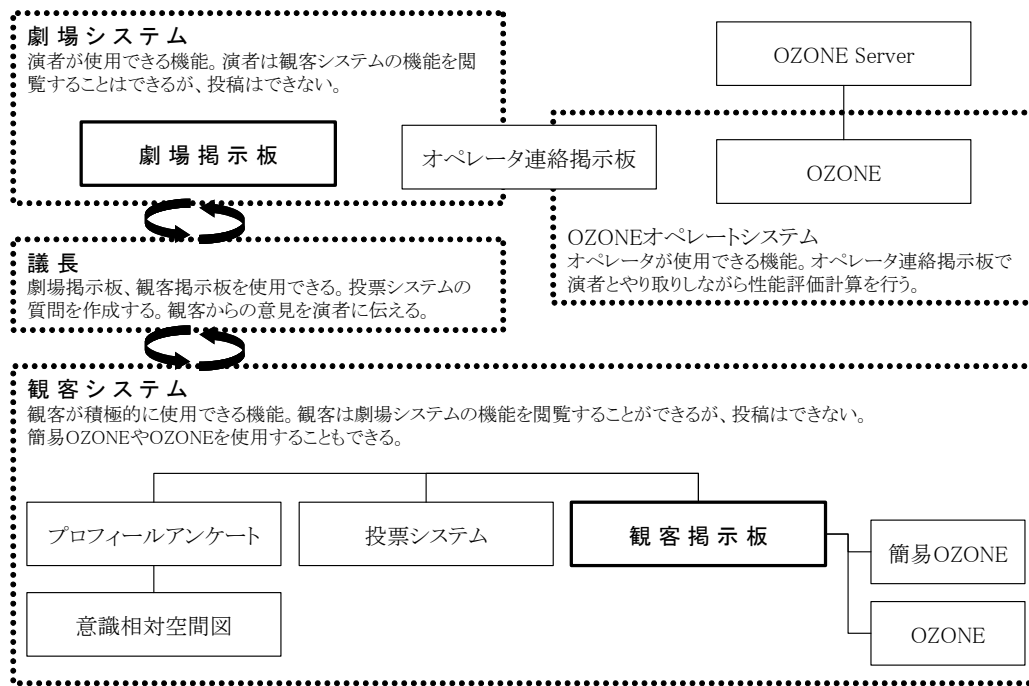 劇場システム
演者が使用できる機能。演者は観客システムの機能を閲
覧することはできるが、投稿はできない。
劇場掲示板
オペレータ連絡掲示板
OZONE Server
OZONE
OZONEオペレートシステム
オペレータが使用できる機能。オペレータ連絡掲示板で
演者とやり取りしながら性能評価計算を行う。
議長
劇場掲示板、観客掲示板を使用できる。投票システムの
質問を作成する。観客からの意見を演者に伝える。
観客システム
観客が積極的に使用できる機能。観客は劇場システムの機能を閲覧することができるが、投稿はできない。
簡易OZONEやOZONEを使用することもできる。
プロフィールアンケート
投票システム
観客掲示板
簡易OZONE
意識相対空間図
OZONE